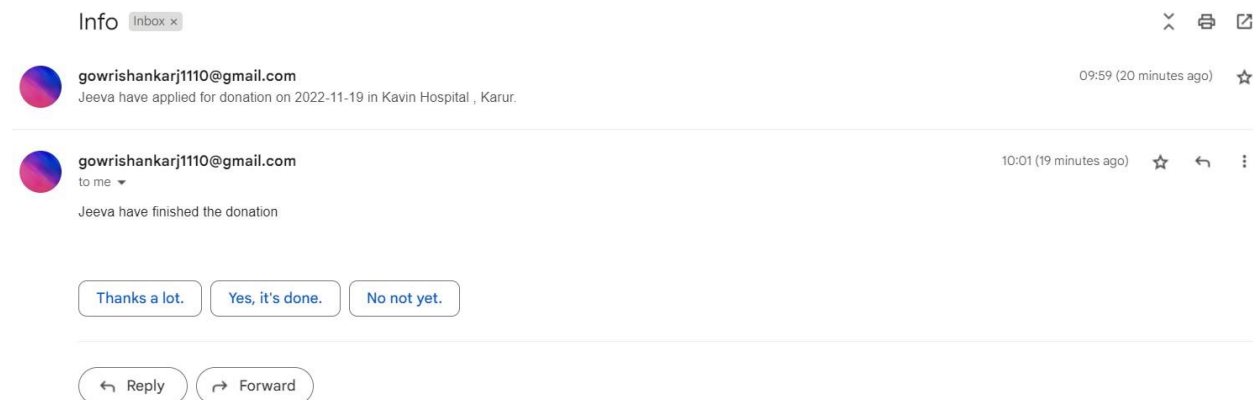 Info Inbox ×
gowrishankarj1110@gmail.com 09:59 (20 minutes ago)
Jeeva have applied for donation on 2022-11-19 in Kavin Hospital , Karur.
gowrishankarj1110@gmail.com 10:01 (19 minutes ago)
to me
Jeeva have finished the donation
Thanks a lot. Yes, it's done. No not yet.
Reply Forward